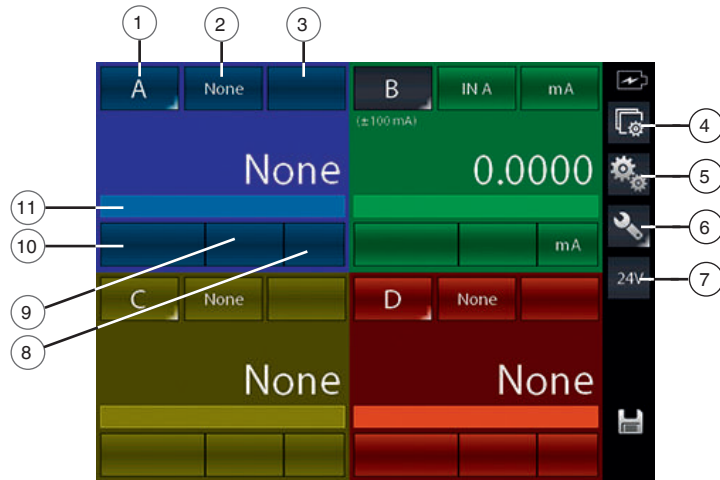 1 2 3
A None B IN A mA
(±100 mA)
4
None 0.0000
5
11
6
10 mA
7
24V
C None D None
9
8
None None